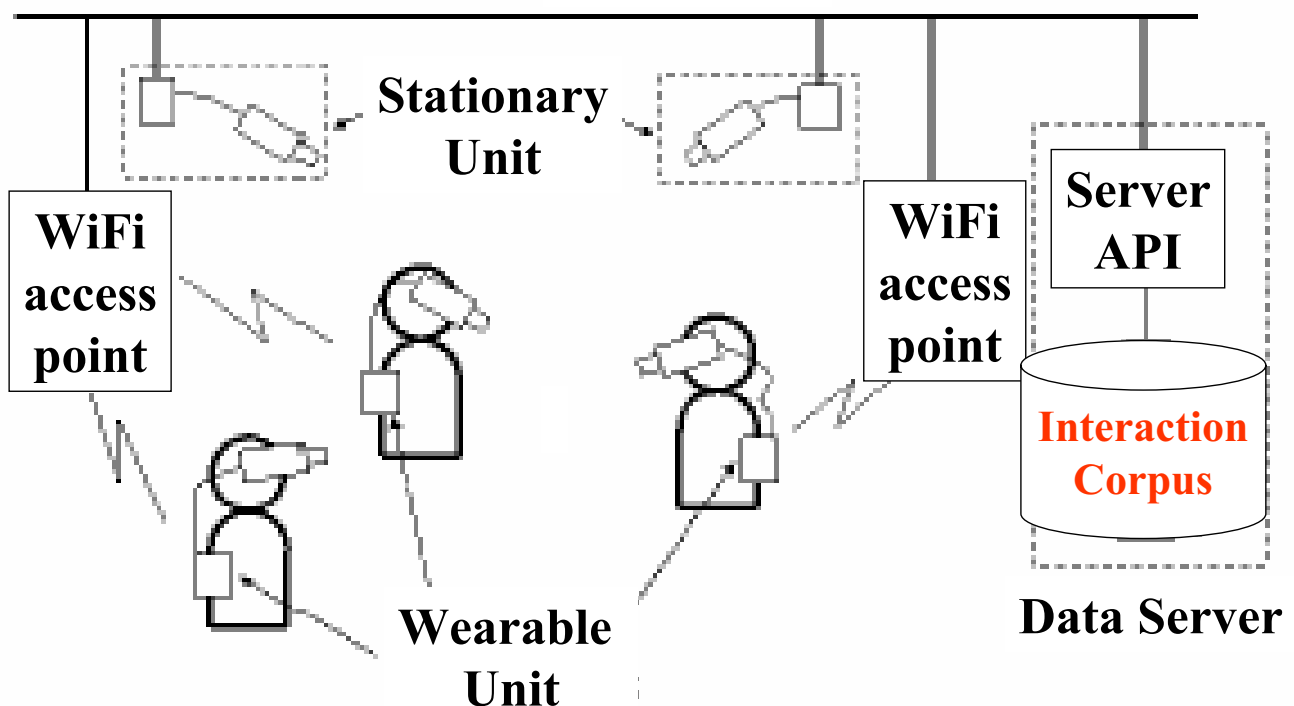 Stationary
Unit
WiFi
access
point
WiFi
access
point
Server
API
Interaction
Corpus
Wearable
Unit
Data Server